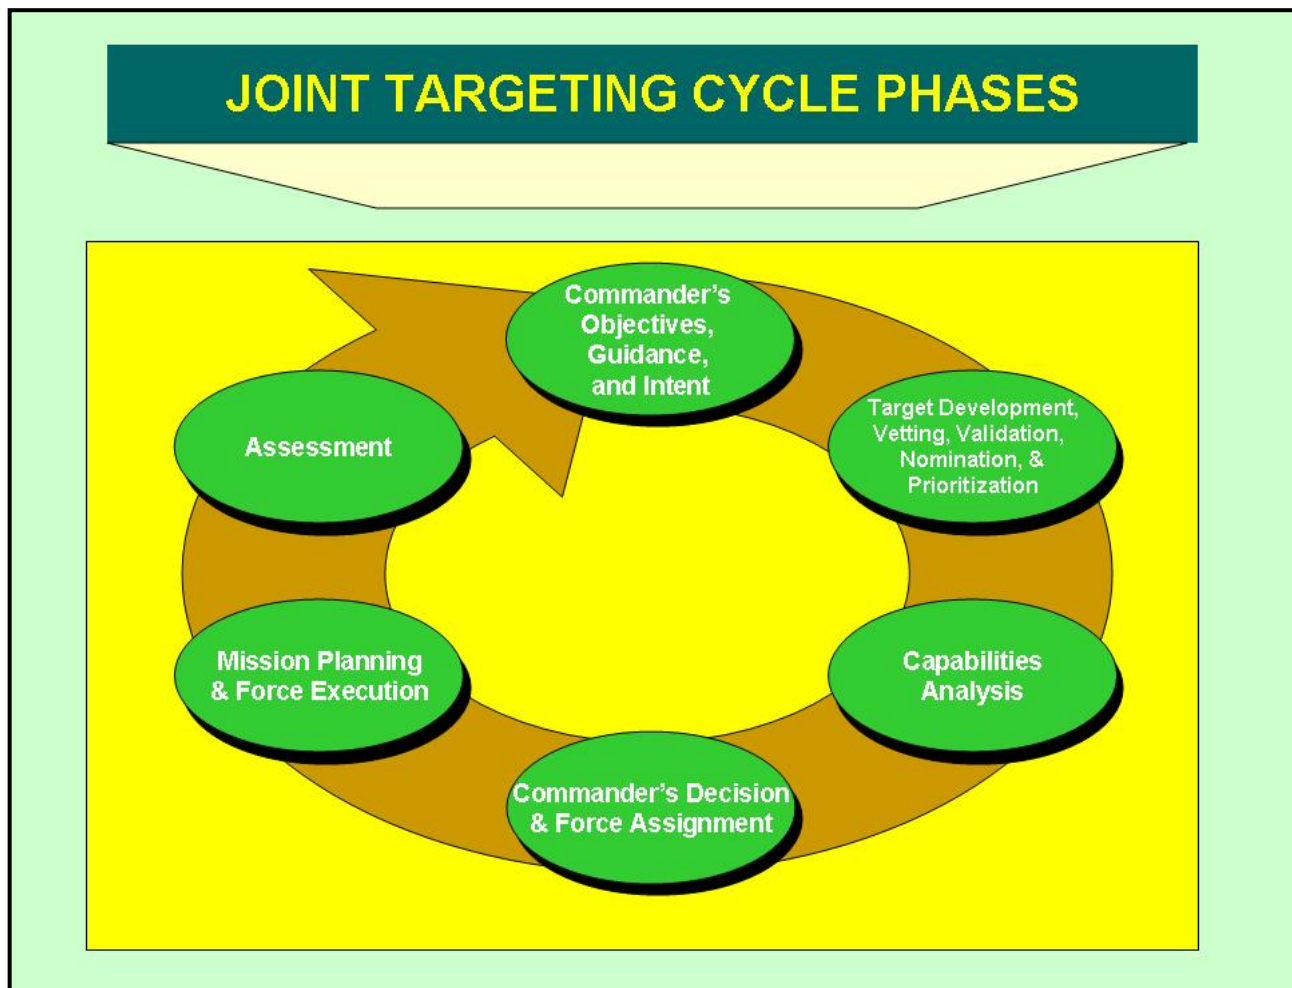 JOINT TARGETING CYCLE PHASES
Commander’s
Objectives,
Guidance,
and Intent
Target Development,
Vetting, Validation,
Nomination, &
Prioritization
Capabilities
Analysis
Commander’s Decision
& Force Assignment
Mission Planning
& Force Execution
Assessment